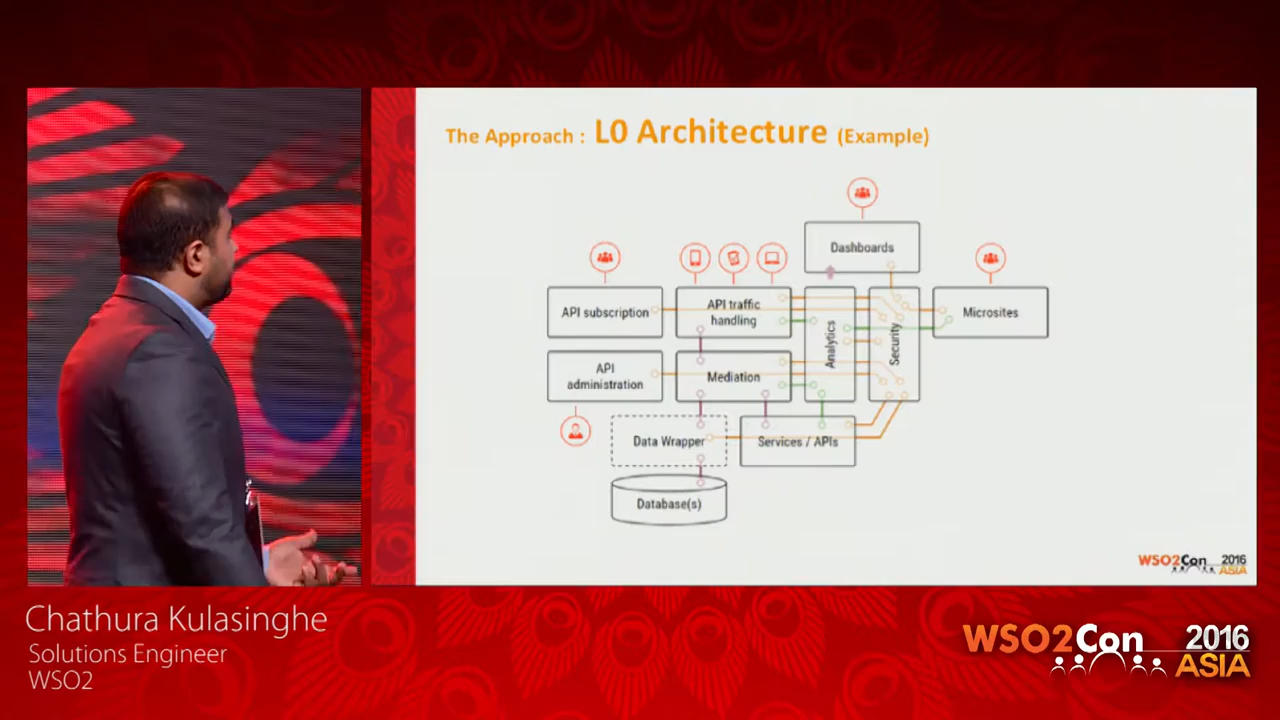 The Approach : L0 Architecture (Example)
Dashboards
API subscription
API traffic
handling
Analytics
Security
Microsites
API
administration
Mediation
Data Wrapper
Services / APIs
Database(s)
WSO2Con 2016
ASIA
Chathura Kulasinghe
Solutions Engineer
WSO2
WSO2Con 2016
ASIA